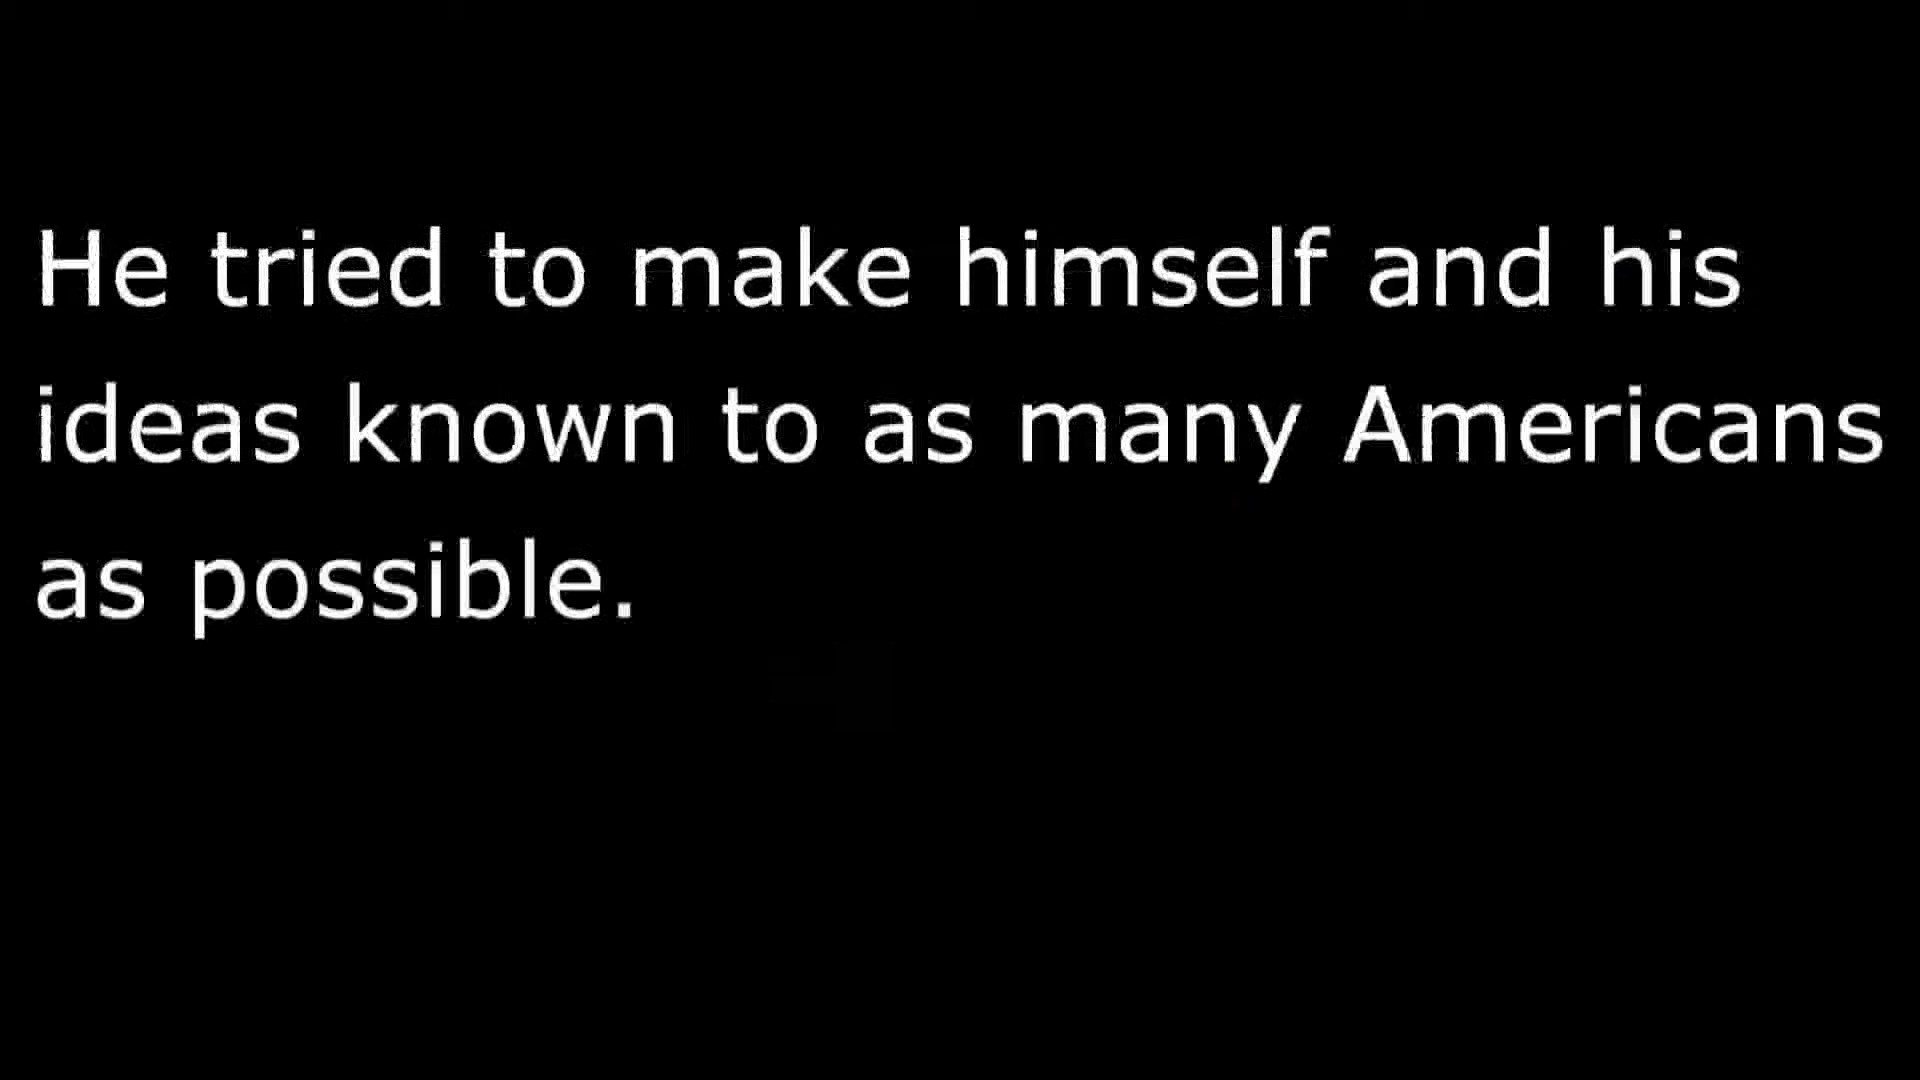 He tried to make himself and his
ideas known to as many Americans
as possible.